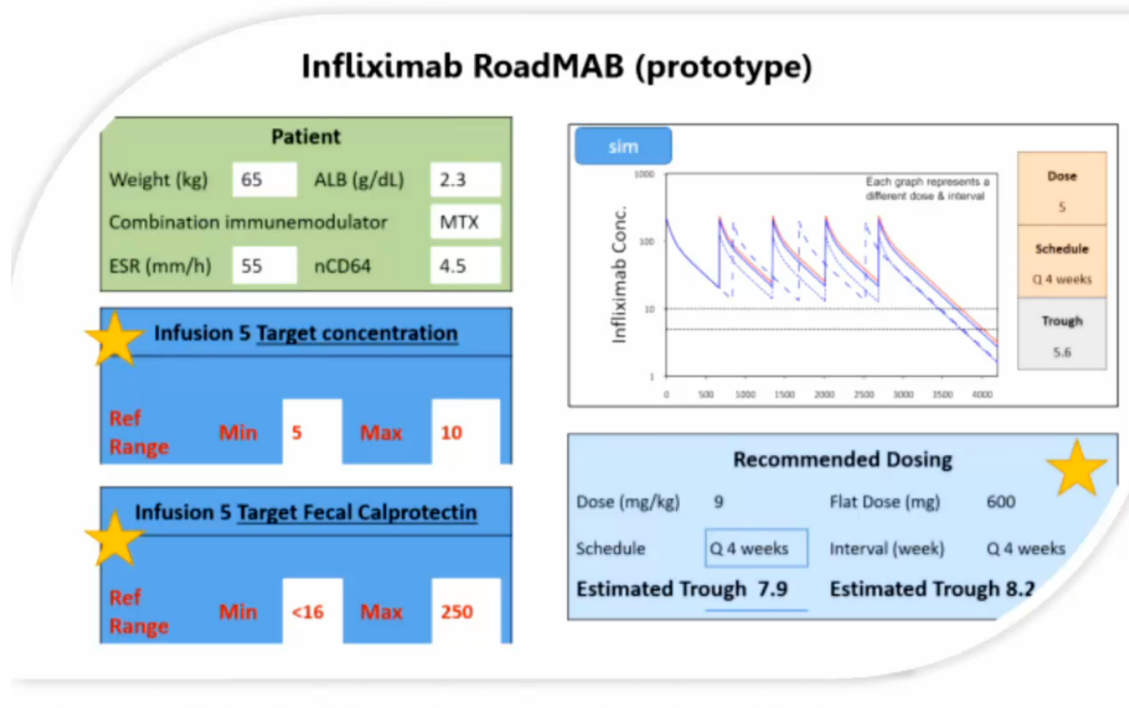 Infliximab RoadMAB (prototype)
Patient
Weight (kg) 65 ALB (g/dL) 2.3
Combination immunemodulator MTX
ESR (mm/h) 55 nCD64 4.5
Infusion 5 Target concentration
Ref Range Min 5 Max 10
Infusion 5 Target Fecal Calprotectin
Ref Range Min <16 Max 250
sim
Each graph represents a
different dose & interval
Infliximab Conc.
1000
100
10
1
0 500 1000 1500 2000 2500 3000 3500 4000
Dose
5
Schedule
Q 4 weeks
Trough
5.6
Recommended Dosing
Dose (mg/kg) 9 Flat Dose (mg) 600
Schedule Q 4 weeks Interval (week) Q 4 weeks
Estimated Trough 7.9 Estimated Trough 8.2